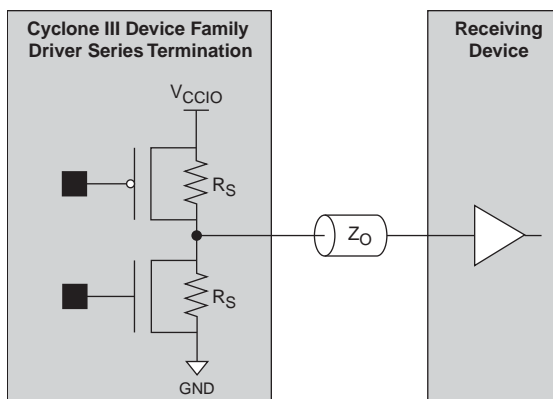 Cyclone III Device Family
Driver Series Termination
Receiving
Device
VCCIO
RS
ZO
RS
GND